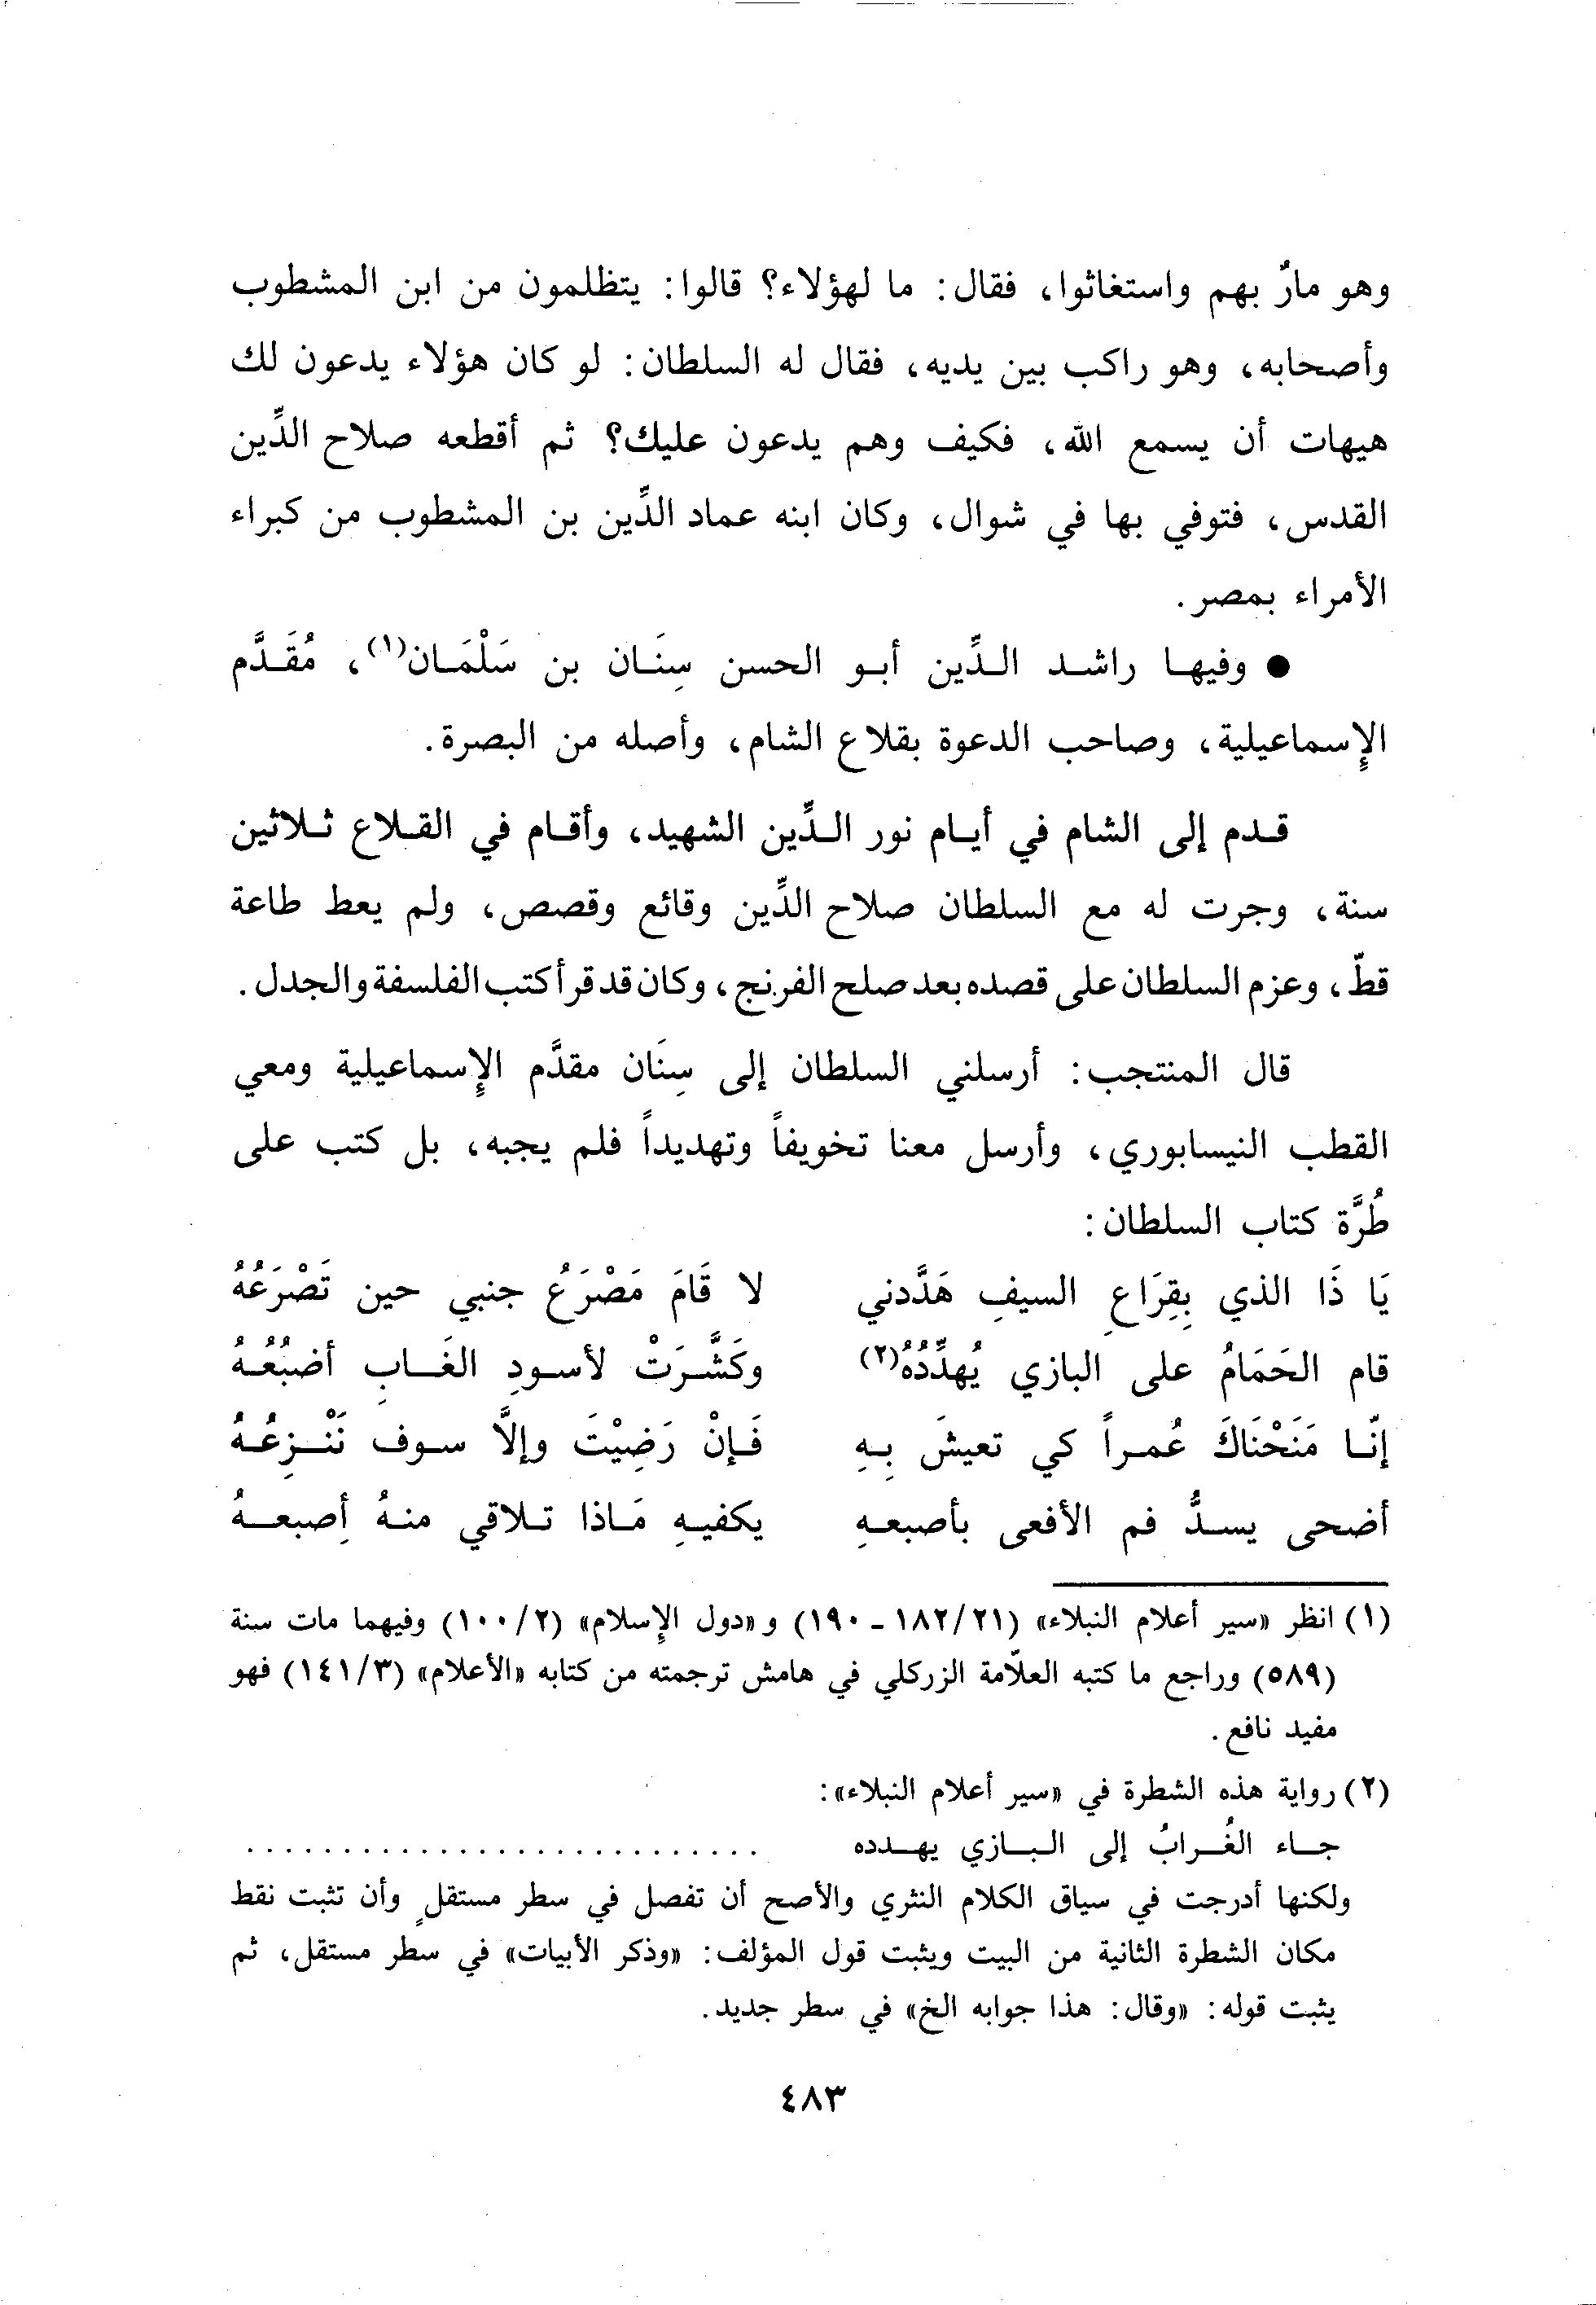 وهو مارٌ بهم واستغاثوا، فقال: ما لهؤلاء؟ قالوا: يتظلمون من ابن المشطوب
وأصحابه، وهو راكب بين يديه، فقال له السلطان: لو كان هؤلاء يدعون لك
هيهات أن يسمع الله، فكيف وهم يدعون عليك؟ ثم أقطعه صلاح الدِّين
القدس، فتوفي بها في شوال، وكان ابنه عماد الدِّين بن المشطوب من كبراء
الأمراء بمصر.
● وفيها راشد الدِّين أبو الحسن سِنَان بن سَلْمَان(١)، مُقَدَّم
الإسماعيلية، وصاحب الدعوة بقلاع الشام، وأصله من البصرة.
قدم إلى الشام في أيام نور الدِّين الشهيد، وأقام في القلاع ثلاثين
سنة، وجرت له مع السلطان صلاح الدِّين وقائع وقصص، ولم يعط طاعة
قطّ، وعزم السلطان على قصده بعد صلح الفرنج، وكان قد قرأ كتب الفلسفة والجدل.
قال المنتجب: أرسلني السلطان إلى سِنَان مقدَّم الإسماعيلية ومعي
القطب النيسابوري، وأرسل معنا تخويفاً وتهديداً فلم يجبه، بل كتب على
طُرَّة كتاب السلطان:
يَا ذَا الذي بِقِرَاعِ السيفِ هَدَّدني لا قَامَ مَصْرَعُ جنبي حين تَصْرَعُهُ
قام الحَمَامُ على البازي يُهدِّدُهُ(٢) وكَشَّرَتْ لأسودِ الغَابِ أضبُعُهُ
إنّا مَنَحْنَاكَ عُمراً كي تعيشَ بِهِ فَإنْ رَضِيْتَ وإلَّا سوف نَنْزِعُهُ
أضحى يسدُّ فم الأفعى بأصبعهِ يكفيهِ مَاذا تلاقي منهُ أصبعهُ
(١) انظر «سير أعلام النبلاء» (٢١/١٨٢ - ١٩٠) و«دول الإسلام» (٢/١٠٠) وفيهما مات سنة
(٥٨٩) وراجع ما كتبه العلّامة الزركلي في هامش ترجمته من كتابه «الأعلام» (٣/١٤١) فهو
مفيد نافع.
(٢) رواية هذه الشطرة في «سير أعلام النبلاء»:
جاء الغُرابُ إلى البازي يهدده ..........................
ولكنها أدرجت في سياق الكلام النثري والأصح أن تفصل في سطر مستقلٍ وأن تثبت نقط
مكان الشطرة الثانية من البيت ويثبت قول المؤلف: «وذكر الأبيات» في سطر مستقل، ثم
يثبت قوله: «وقال: هذا جوابه الخ» في سطر جديد.
٤٨٣